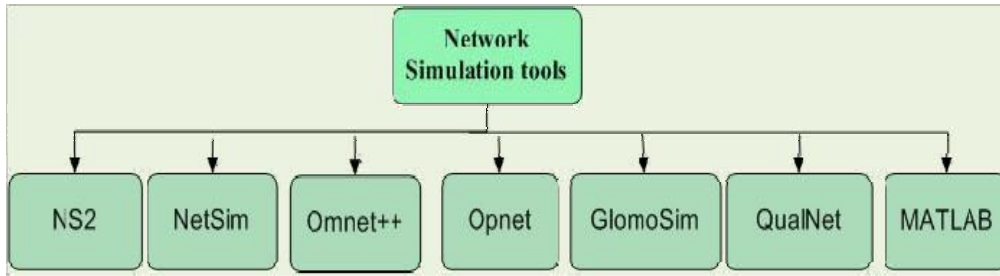 Network
Simulation tools
NS2
NetSim
Omnet++
Opnet
GlomoSim
QualNet
MATLAB